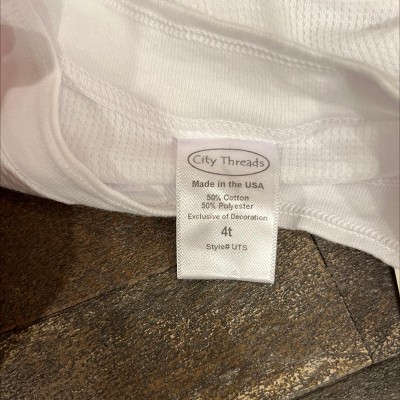 City Threads
Made in the USA
50% Cotton
50% Polyester
Exclusive of Decoration
4t
Style# UTS